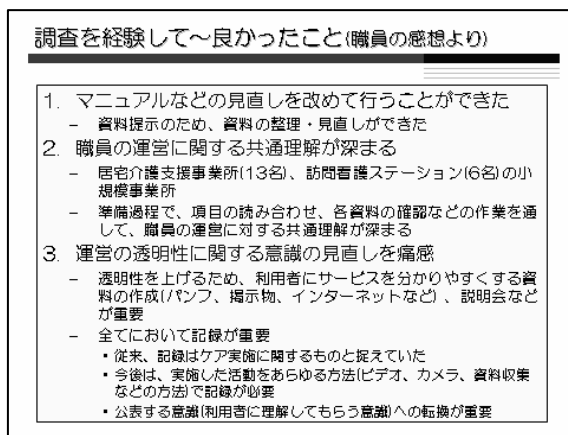 調査を経験して～良かったこと(職員の感想より)
1. マニュアルなどの見直しを改めて行うことができた
– 資料提示のため、資料の整理・見直しができた
2. 職員の運営に関する共通理解が深まる
– 居宅介護支援事業所(13名)、訪問看護ステーション(6名)の小
規模事業所
– 準備過程で、項目の読み合わせ、各資料の確認などの作業を通
して、職員の運営に対する共通理解が深まる
3. 運営の透明性に関する意識の見直しを痛感
– 透明性を上げるため、利用者にサービスを分かりやすくする資
料の作成(パンフ、掲示物、インターネットなど)、説明会など
が重要
– 全てにおいて記録が重要
・従来、記録はケア実施に関するものと捉えていた
・今後は、実施した活動をあらゆる方法(ビデオ、カメラ、資料収集
などの方法)で記録が必要
・公表する意識(利用者に理解してもらう意識)への転換が重要